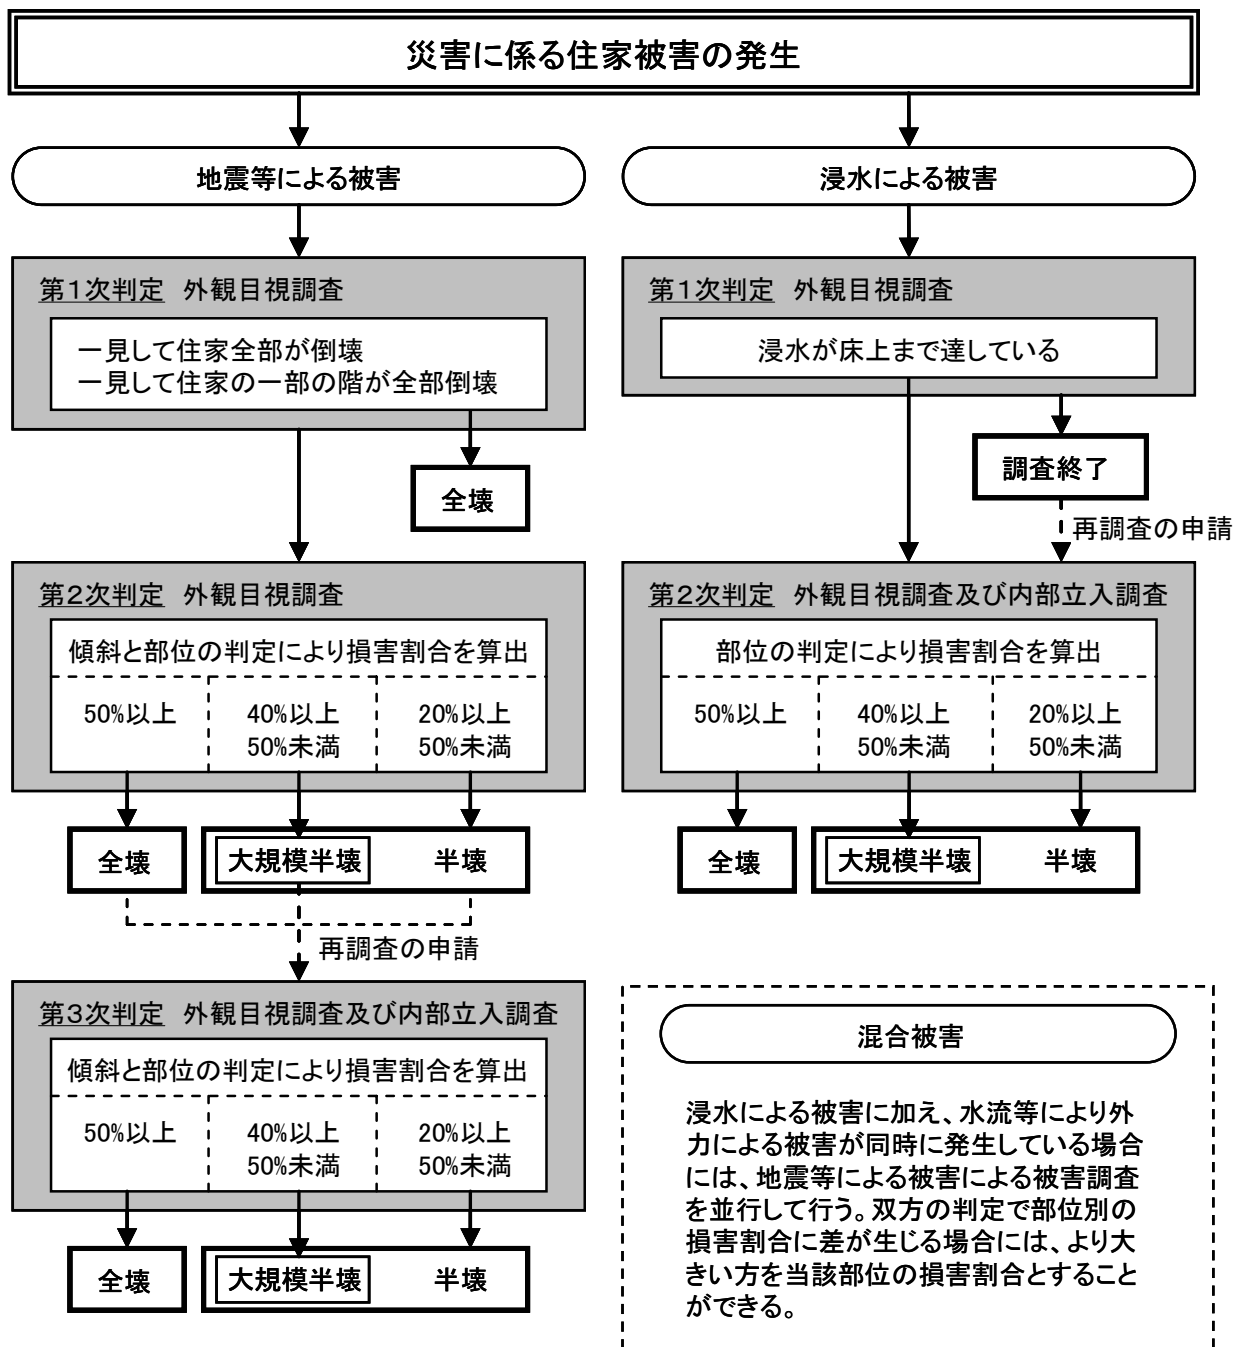 災害に係る住家被害の発生
地震等による被害
第1次判定 外観目視調査
一見して住家全部が倒壊
一見して住家の一部の階が全部倒壊
全壊
第2次判定 外観目視調査
傾斜と部位の判定により損害割合を算出
50%以上
40%以上
50%未満
20%以上
50%未満
全壊
大規模半壊
半壊
再調査の申請
第3次判定 外観目視調査及び内部立入調査
傾斜と部位の判定により損害割合を算出
50%以上
40%以上
50%未満
20%以上
50%未満
全壊
大規模半壊
半壊
浸水による被害
第1次判定 外観目視調査
浸水が床上まで達している
調査終了
再調査の申請
第2次判定 外観目視調査及び内部立入調査
部位の判定により損害割合を算出
50%以上
40%以上
50%未満
20%以上
50%未満
全壊
大規模半壊
半壊
混合被害
浸水による被害に加え、水流等により外
力による被害が同時に発生している場合
には、地震等による被害による被害調査
を並行して行う。双方の判定で部位別の
損害割合に差が生じる場合には、より大
きい方を当該部位の損害割合とすること
ができる。